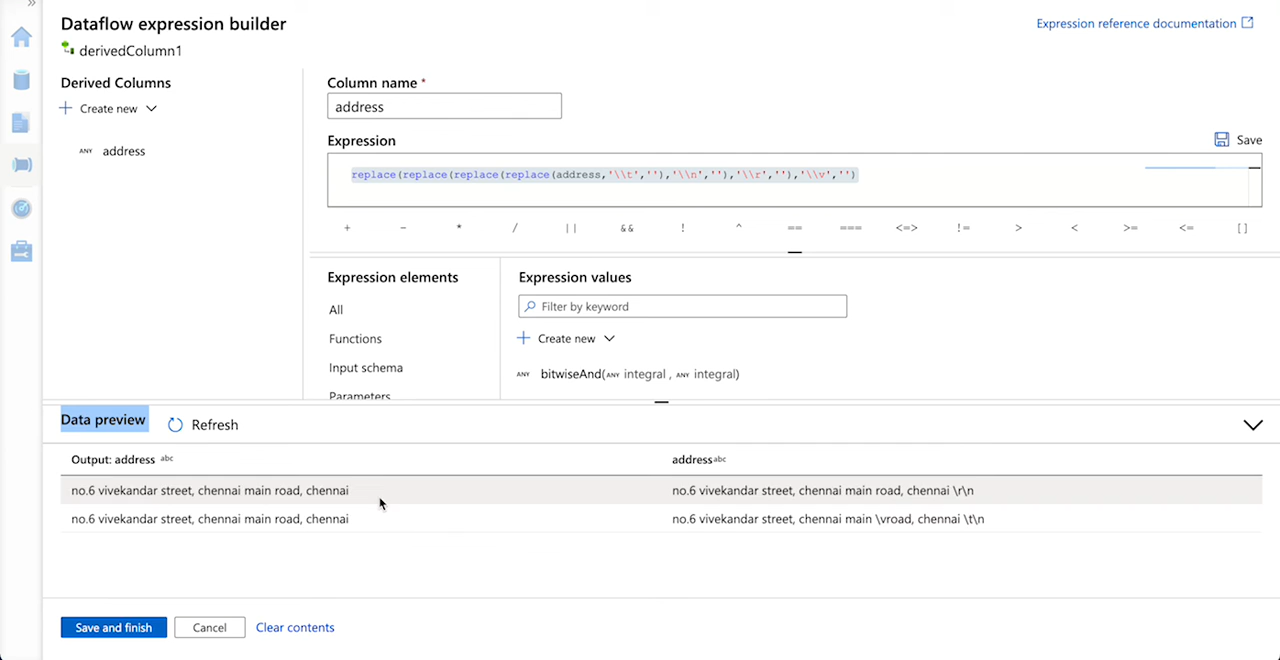 Dataflow expression builder
Expression reference documentation
derivedColumn1
Derived Columns
Create new
ANY address
Column name *
address
Expression
Save
replace(replace(replace(replace(address,'\\t',''),'\\n',''),'\\r',''),'\\v','')
+ - * / || && ! ^ == === <=> != > < >= <= []
Expression elements
All
Functions
Input schema
Parameters
Expression values
Filter by keyword
Create new
ANY bitwiseAnd(ANY integral , ANY integral)
Data preview Refresh
Output: address abc address abc
no.6 vivekandar street, chennai main road, chennai no.6 vivekandar street, chennai main road, chennai \r\n
no.6 vivekandar street, chennai main road, chennai no.6 vivekandar street, chennai main \vroad, chennai \t\n
Save and finish Cancel Clear contents